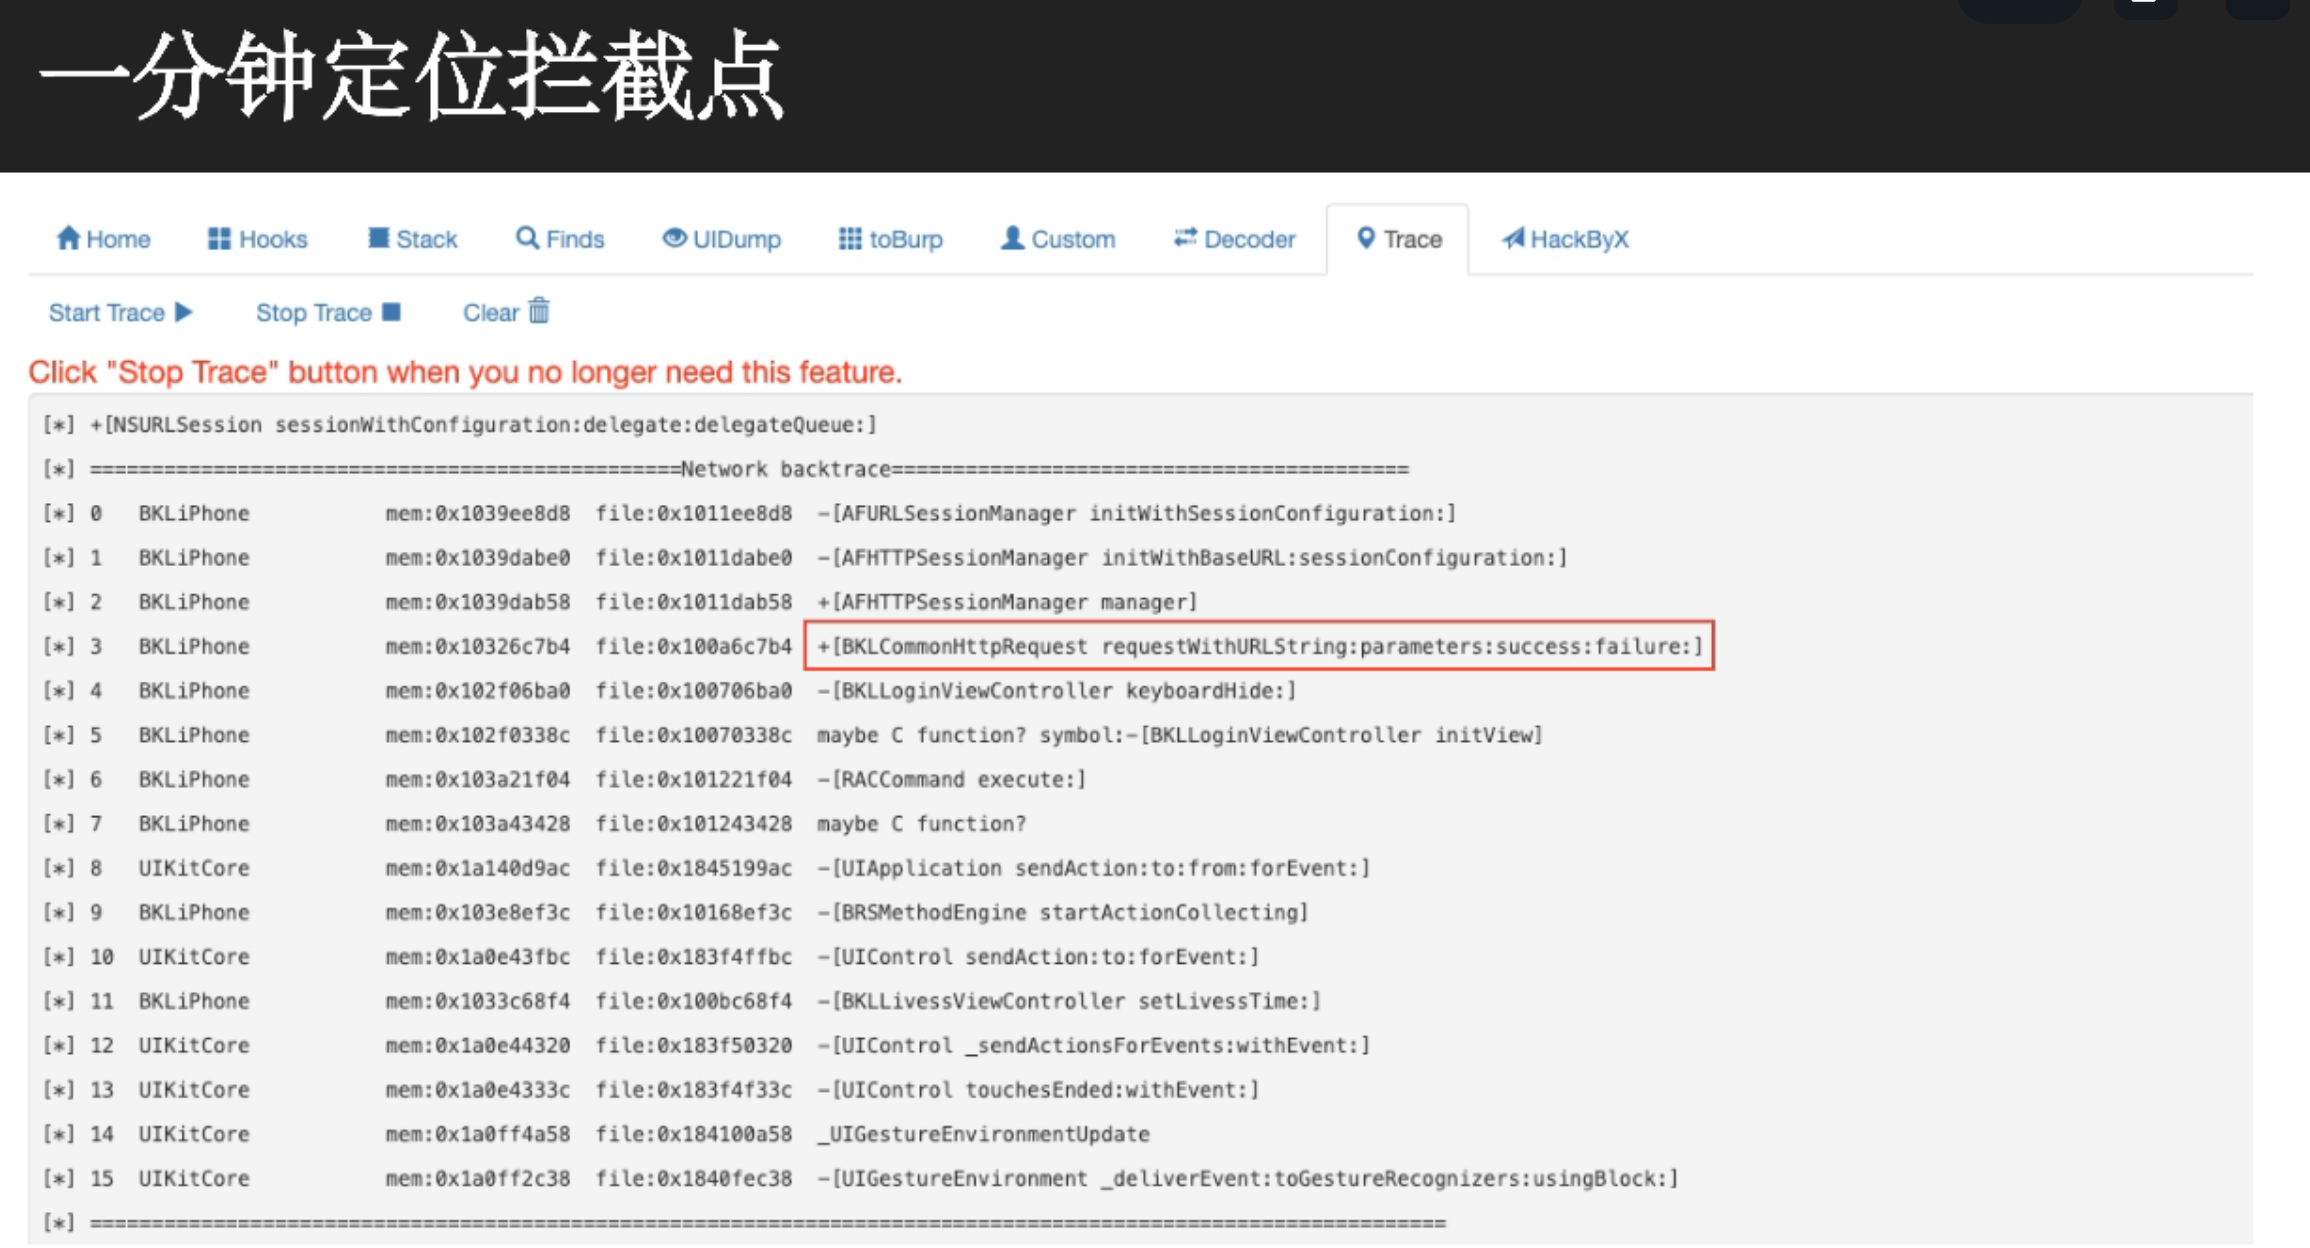 一分钟定位拦截点
Home Hooks Stack Finds UIDump toBurp Custom Decoder Trace HackByX
Start Trace Stop Trace Clear
Click "Stop Trace" button when you no longer need this feature.
[*] +[NSURLSession sessionWithConfiguration:delegate:delegateQueue:]
[*] ================================================Network backtrace==========================================
[*] 0 BKLiPhone mem:0x1039ee8d8 file:0x1011ee8d8 -[AFURLSessionManager initWithSessionConfiguration:]
[*] 1 BKLiPhone mem:0x1039dabe0 file:0x1011dabe0 -[AFHTTPSessionManager initWithBaseURL:sessionConfiguration:]
[*] 2 BKLiPhone mem:0x1039dab58 file:0x1011dab58 +[AFHTTPSessionManager manager]
[*] 3 BKLiPhone mem:0x10326c7b4 file:0x100a6c7b4 +[BKLCommonHttpRequest requestWithURLString:parameters:success:failure:]
[*] 4 BKLiPhone mem:0x102f06ba0 file:0x100706ba0 -[BKLLoginViewController keyboardHide:]
[*] 5 BKLiPhone mem:0x102f0338c file:0x10070338c maybe C function? symbol:-[BKLLoginViewController initView]
[*] 6 BKLiPhone mem:0x103a21f04 file:0x101221f04 -[RACCommand execute:]
[*] 7 BKLiPhone mem:0x103a43428 file:0x101243428 maybe C function?
[*] 8 UIKitCore mem:0x1a140d9ac file:0x1845199ac -[UIApplication sendAction:to:from:forEvent:]
[*] 9 BKLiPhone mem:0x103e8ef3c file:0x10168ef3c -[BRSMethodEngine startActionCollecting]
[*] 10 UIKitCore mem:0x1a0e43fbc file:0x183f4ffbc -[UIControl sendAction:to:forEvent:]
[*] 11 BKLiPhone mem:0x1033c68f4 file:0x100bc68f4 -[BKLLivessViewController setLivessTime:]
[*] 12 UIKitCore mem:0x1a0e44320 file:0x183f50320 -[UIControl _sendActionsForEvents:withEvent:]
[*] 13 UIKitCore mem:0x1a0e4333c file:0x183f4f33c -[UIControl touchesEnded:withEvent:]
[*] 14 UIKitCore mem:0x1a0ff4a58 file:0x184100a58 _UIGestureEnvironmentUpdate
[*] 15 UIKitCore mem:0x1a0ff2c38 file:0x1840fec38 -[UIGestureEnvironment _deliverEvent:toGestureRecognizers:usingBlock:]
[*] ==============================================================================================================